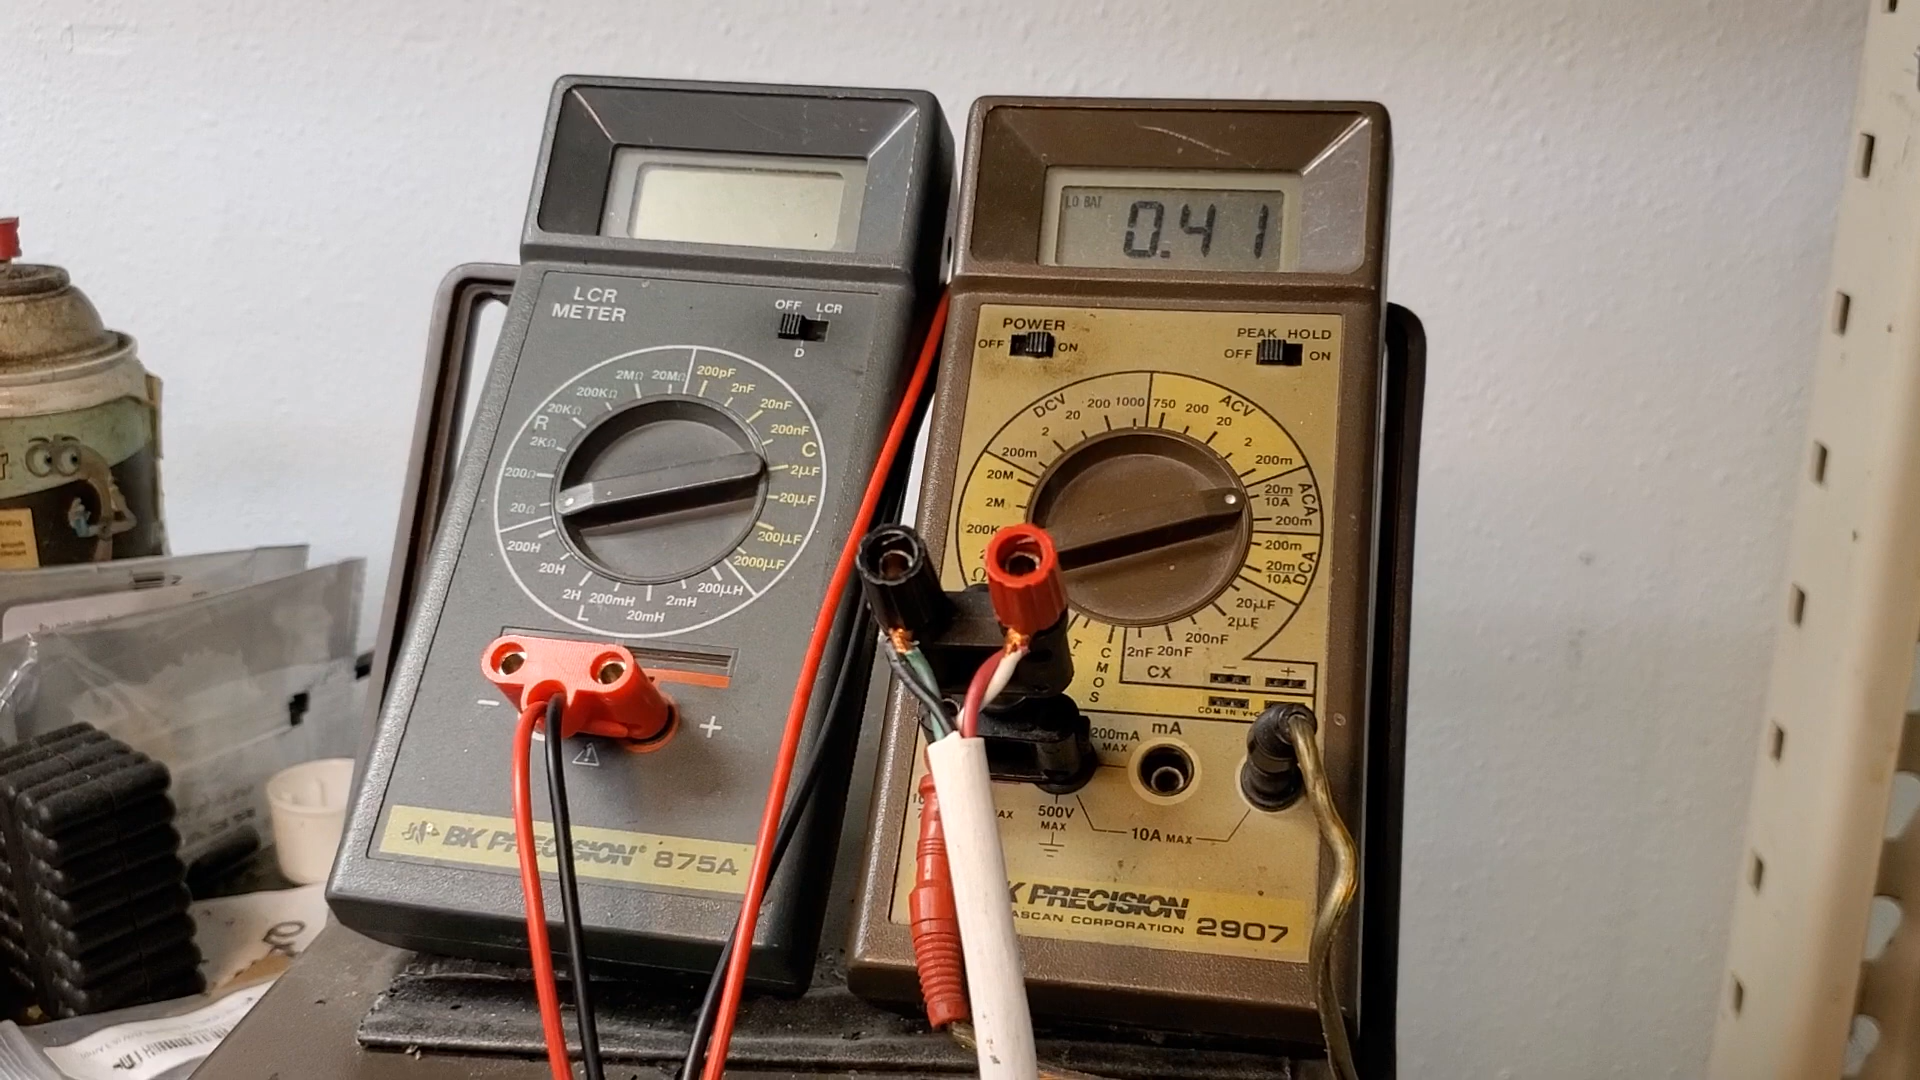 LCR
METER
OFF
LCR
D
R
20Ω
200Ω
2KΩ
20KΩ
200KΩ
2MΩ
20MΩ
200pF
2nF
20nF
200nF
C
2μF
20μF
200μF
2000μF
200μH
2mH
20mH
200mH
2H
20H
200H
L
−
+
BK PRECISION® 875A
LO BAT
0.41
POWER
OFF
ON
PEAK HOLD
OFF
ON
DCV
200m
2
20
200
1000
750
200
ACV
20
2
200m
20m
10A
ACA
200m
200m
20m
10A
DCA
20μF
2μF
200nF
20nF
2nF
CX
20M
2M
200K
Ω
CMOS
−
+
COM IN
200mA
MAX
mA
500V
MAX
10A MAX
PRECISION
CORPORATION
2907